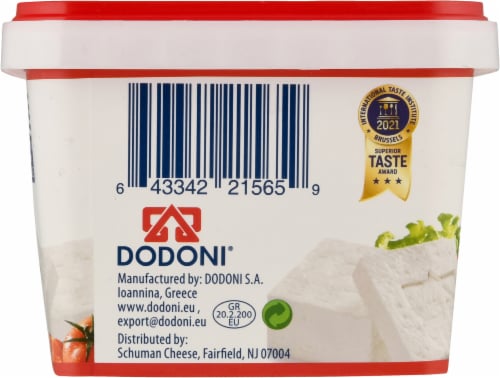 INTERNATIONAL TASTE INSTITUTE
2021
BRUSSELS
SUPERIOR
TASTE
AWARD
6 43342 21565 9
DODONI®
Manufactured by: DODONI S.A.
Ioannina, Greece
www.dodoni.eu ,
export@dodoni.eu
GR
20.2.200
EU
Distributed by:
Schuman Cheese, Fairfield, NJ 07004